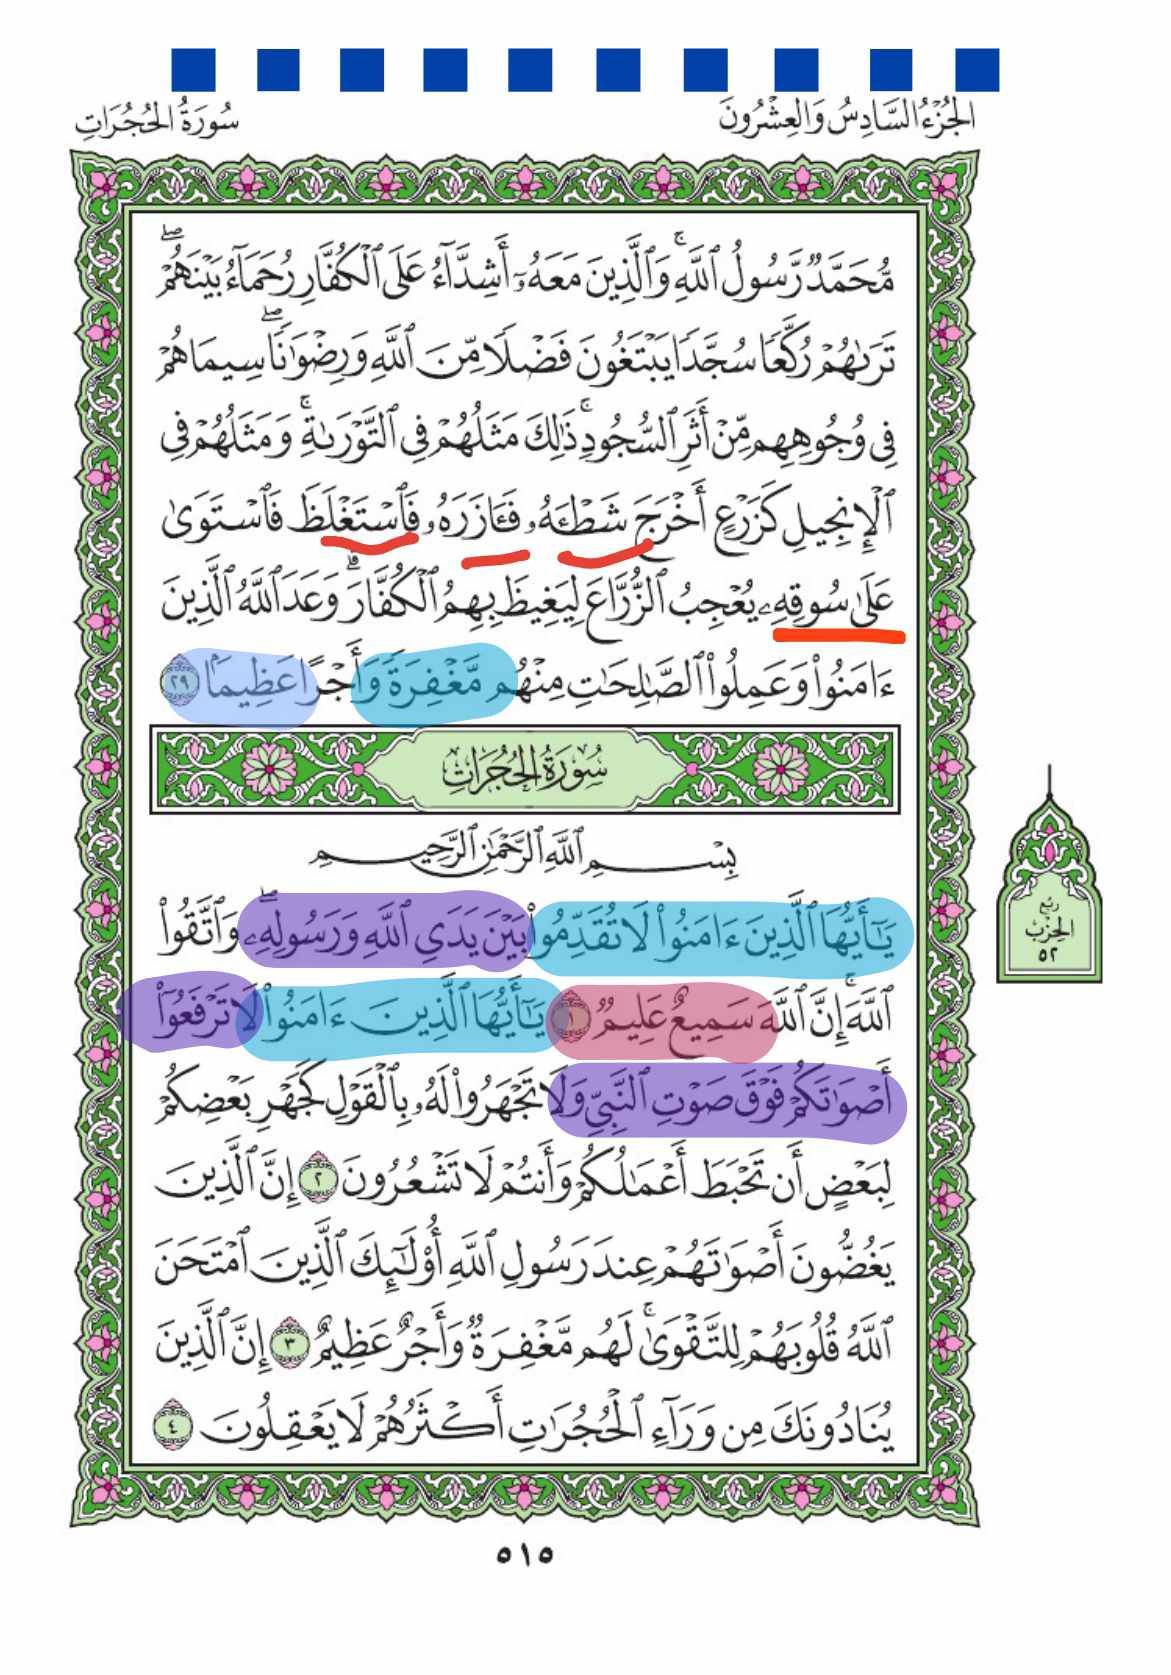 الجُزْءُ السَّادِسُ وَالعِشْرُونَ
سُورَةُ الحُجُرَاتِ
مُّحَمَّدٞ رَّسُولُ ٱللَّهِۚ وَٱلَّذِينَ مَعَهُۥٓ أَشِدَّآءُ عَلَى ٱلۡكُفَّارِ رُحَمَآءُ بَيۡنَهُمۡۖ
تَرَىٰهُمۡ رُكَّعٗا سُجَّدٗا يَبۡتَغُونَ فَضۡلٗا مِّنَ ٱللَّهِ وَرِضۡوَٰنٗاۖ سِيمَاهُمۡ
فِي وُجُوهِهِم مِّنۡ أَثَرِ ٱلسُّجُودِۚ ذَٰلِكَ مَثَلُهُمۡ فِي ٱلتَّوۡرَىٰةِۚ وَمَثَلُهُمۡ فِي
ٱلۡإِنجِيلِ كَزَرۡعٍ أَخۡرَجَ شَطۡـَٔهُۥ فَـَٔازَرَهُۥ فَٱسۡتَغۡلَظَ فَٱسۡتَوَىٰ
عَلَىٰ سُوقِهِۦ يُعۡجِبُ ٱلزُّرَّاعَ لِيَغِيظَ بِهِمُ ٱلۡكُفَّارَۗ وَعَدَ ٱللَّهُ ٱلَّذِينَ
ءَامَنُواْ وَعَمِلُواْ ٱلصَّٰلِحَٰتِ مِنۡهُم مَّغۡفِرَةٗ وَأَجۡرًا عَظِيمَۢا ٢٩
سُورَةُ الحُجُرَاتِ
بِسۡمِ ٱللَّهِ ٱلرَّحۡمَٰنِ ٱلرَّحِيمِ
يَٰٓأَيُّهَا ٱلَّذِينَ ءَامَنُواْ لَا تُقَدِّمُواْ بَيۡنَ يَدَيِ ٱللَّهِ وَرَسُولِهِۦۖ وَٱتَّقُواْ
ٱللَّهَۚ إِنَّ ٱللَّهَ سَمِيعٌ عَلِيمٞ ١ يَٰٓأَيُّهَا ٱلَّذِينَ ءَامَنُواْ لَا تَرۡفَعُوٓاْ
أَصۡوَٰتَكُمۡ فَوۡقَ صَوۡتِ ٱلنَّبِيِّ وَلَا تَجۡهَرُواْ لَهُۥ بِٱلۡقَوۡلِ كَجَهۡرِ بَعۡضِكُمۡ
لِبَعۡضٍ أَن تَحۡبَطَ أَعۡمَٰلُكُمۡ وَأَنتُمۡ لَا تَشۡعُرُونَ ٢ إِنَّ ٱلَّذِينَ
يَغُضُّونَ أَصۡوَٰتَهُمۡ عِندَ رَسُولِ ٱللَّهِ أُوْلَٰٓئِكَ ٱلَّذِينَ ٱمۡتَحَنَ
ٱللَّهُ قُلُوبَهُمۡ لِلتَّقۡوَىٰۚ لَهُم مَّغۡفِرَةٞ وَأَجۡرٌ عَظِيمٌ ٣ إِنَّ ٱلَّذِينَ
يُنَادُونَكَ مِن وَرَآءِ ٱلۡحُجُرَٰتِ أَكۡثَرُهُمۡ لَا يَعۡقِلُونَ ٤
ربع
الحِزْب
٥٢
٥١٥